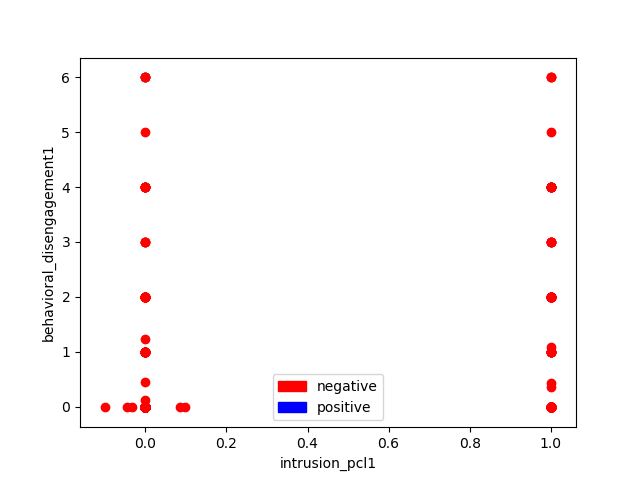 6
5
4
3
2
1
0
behavioral_disengagement1
negative
positive
0.0 0.2 0.4 0.6 0.8 1.0
intrusion_pcl1